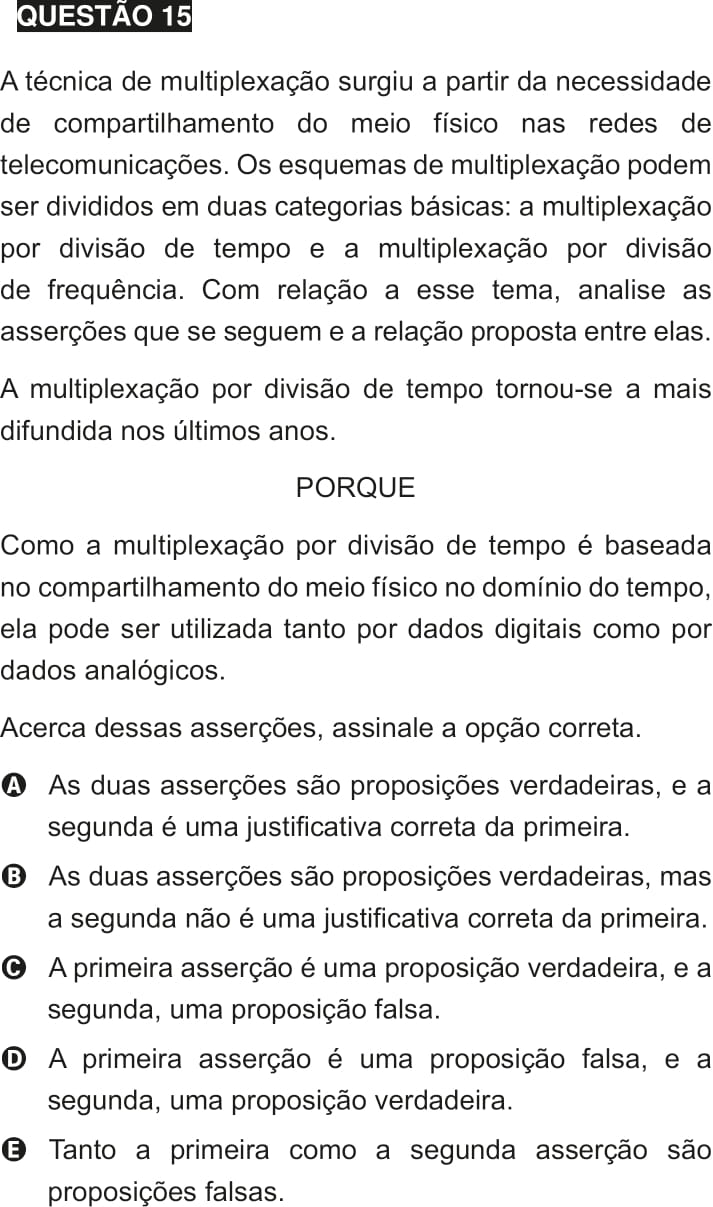 QUESTÃO 15
A técnica de multiplexação surgiu a partir da necessidade
de compartilhamento do meio físico nas redes de
telecomunicações. Os esquemas de multiplexação podem
ser divididos em duas categorias básicas: a multiplexação
por divisão de tempo e a multiplexação por divisão
de frequência. Com relação a esse tema, analise as
asserções que se seguem e a relação proposta entre elas.
A multiplexação por divisão de tempo tornou-se a mais
difundida nos últimos anos.
PORQUE
Como a multiplexação por divisão de tempo é baseada
no compartilhamento do meio físico no domínio do tempo,
ela pode ser utilizada tanto por dados digitais como por
dados analógicos.
Acerca dessas asserções, assinale a opção correta.
A As duas asserções são proposições verdadeiras, e a
segunda é uma justificativa correta da primeira.
B As duas asserções são proposições verdadeiras, mas
a segunda não é uma justificativa correta da primeira.
C A primeira asserção é uma proposição verdadeira, e a
segunda, uma proposição falsa.
D A primeira asserção é uma proposição falsa, e a
segunda, uma proposição verdadeira.
E Tanto a primeira como a segunda asserção são
proposições falsas.